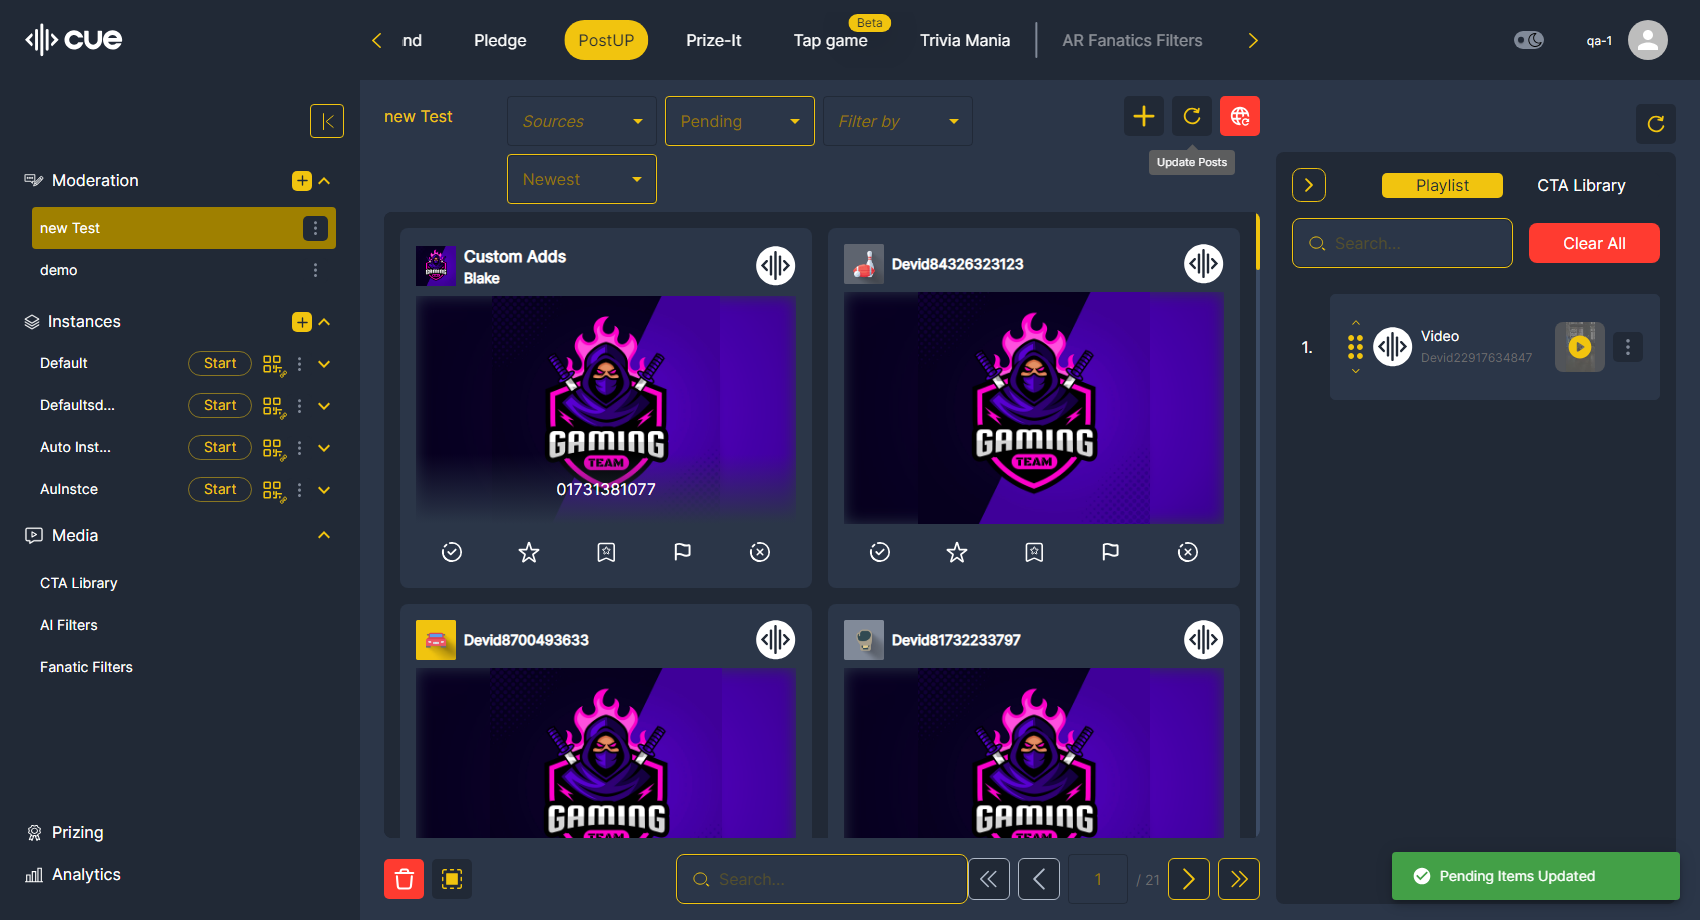 cue
nd
Pledge
PostUP
Prize-It
Beta
Tap game
Trivia Mania
AR Fanatics Filters
qa-1
Moderation
new Test
demo
Instances
Default
Start
Defaultsd...
Start
Auto Inst...
Start
AuInstce
Start
Media
CTA Library
AI Filters
Fanatic Filters
Prizing
Analytics
new Test
Sources
Pending
Filter by
Newest
Update Posts
Custom Adds
Blake
GAMING
TEAM
01731381077
Devid84326323123
GAMING
TEAM
Devid8700493633
GAMING
TEAM
Devid81732233797
GAMING
TEAM
Search...
1
/ 21
Playlist
CTA Library
Search...
Clear All
1.
Video
Devid22917634847
Pending Items Updated